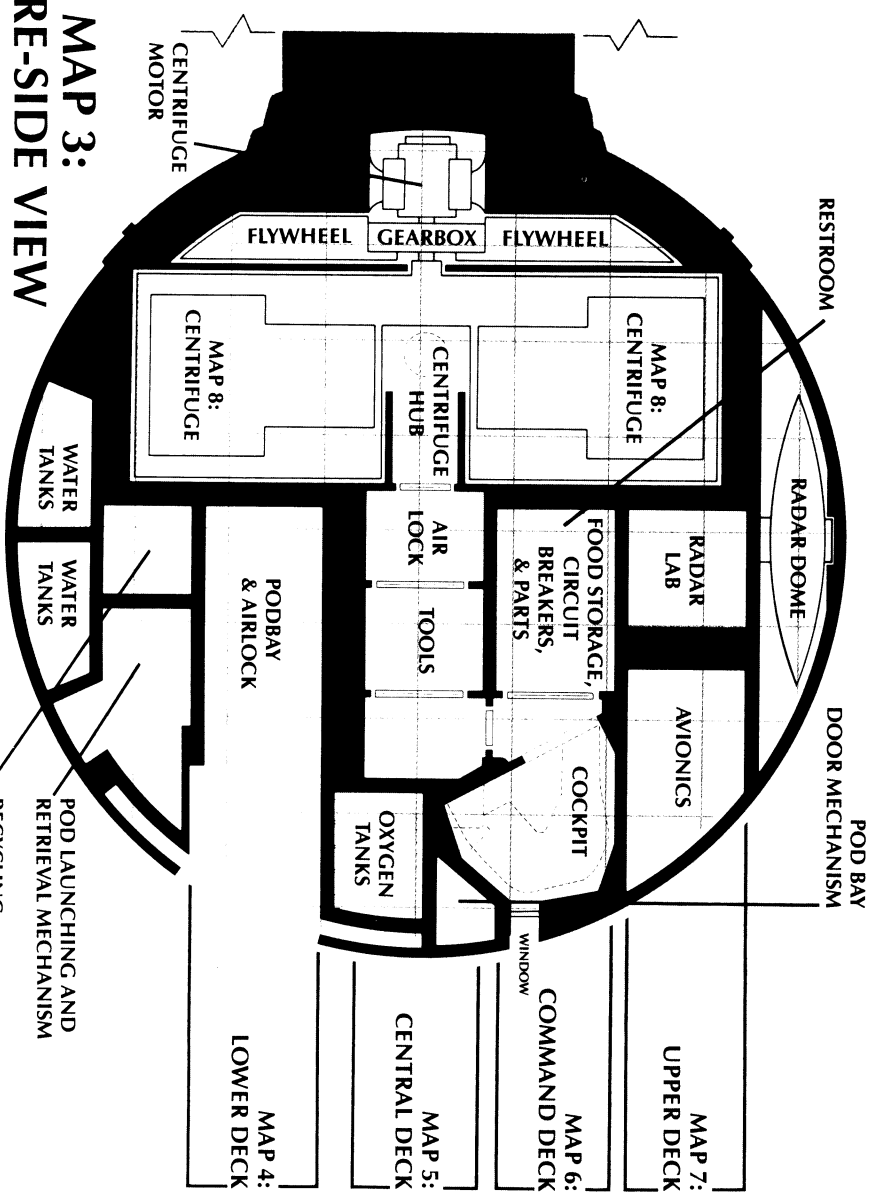 MAP 3:
RE-SIDE VIEW
CENTRIFUGE
MOTOR
RESTROOM
FLYWHEEL
GEARBOX
FLYWHEEL
MAP 8:
CENTRIFUGE
MAP 8:
CENTRIFUGE
CENTRIFUGE
HUB
RADAR DOME
RADAR
LAB
AVIONICS
FOOD STORAGE,
CIRCUIT
BREAKERS,
& PARTS
COCKPIT
AIR
LOCK
TOOLS
OXYGEN
TANKS
PODBAY
& AIRLOCK
WATER
TANKS
WATER
TANKS
POD BAY
DOOR MECHANISM
WINDOW
POD LAUNCHING AND
RETRIEVAL MECHANISM
RECYCLING
MAP 7:
UPPER DECK
MAP 6:
COMMAND DECK
MAP 5:
CENTRAL DECK
MAP 4:
LOWER DECK